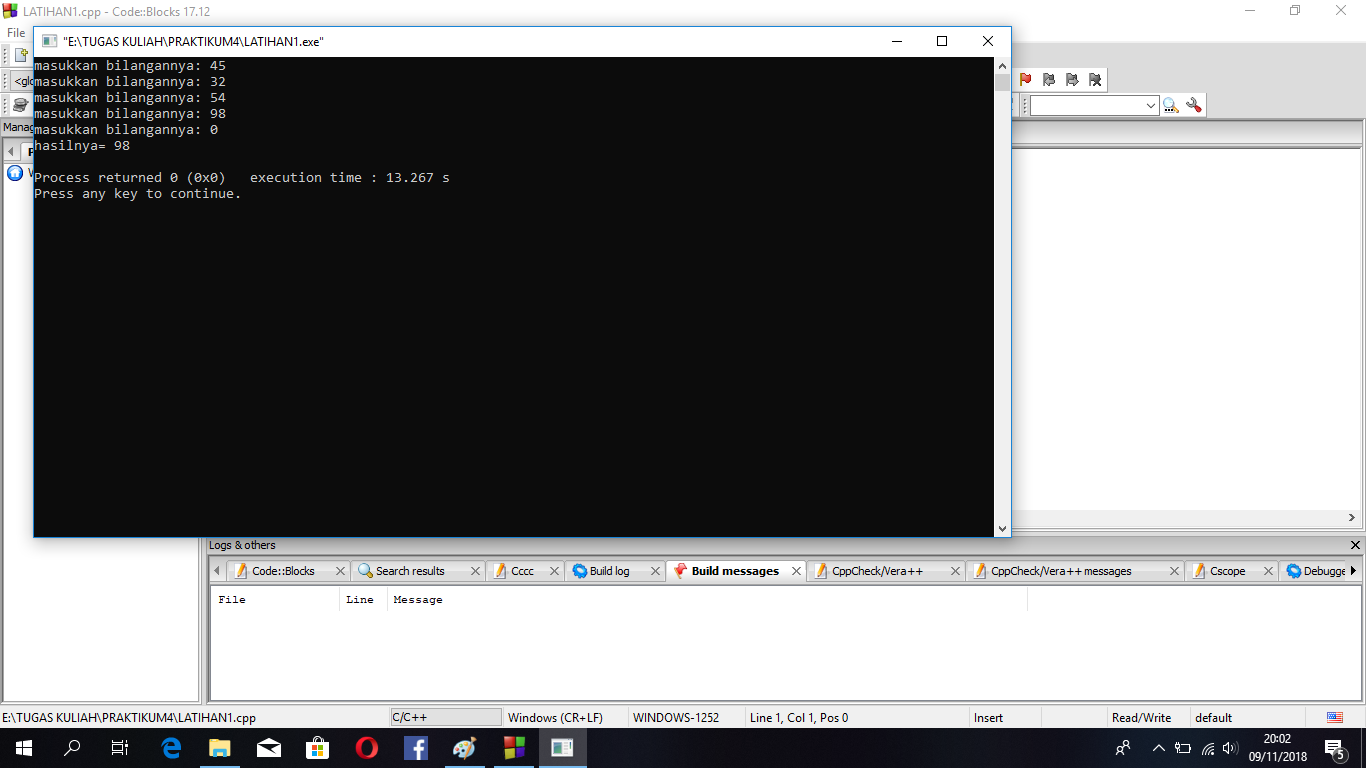 LATIHAN1.cpp - Code::Blocks 17.12
File
"E:\TUGAS KULIAH\PRAKTIKUM4\LATIHAN1.exe"
masukkan bilangannya: 45
masukkan bilangannya: 32
masukkan bilangannya: 54
masukkan bilangannya: 98
masukkan bilangannya: 0
hasilnya= 98
Process returned 0 (0x0)   execution time : 13.267 s
Press any key to continue.
Logs & others
Code::Blocks
Search results
Cccc
Build log
Build messages
CppCheck/Vera++
CppCheck/Vera++ messages
Cscope
File
Line
Message
E:\TUGAS KULIAH\PRAKTIKUM4\LATIHAN1.cpp
C/C++
Windows (CR+LF)
WINDOWS-1252
Line 1, Col 1, Pos 0
Insert
Read/Write
default
20:02
09/11/2018
5